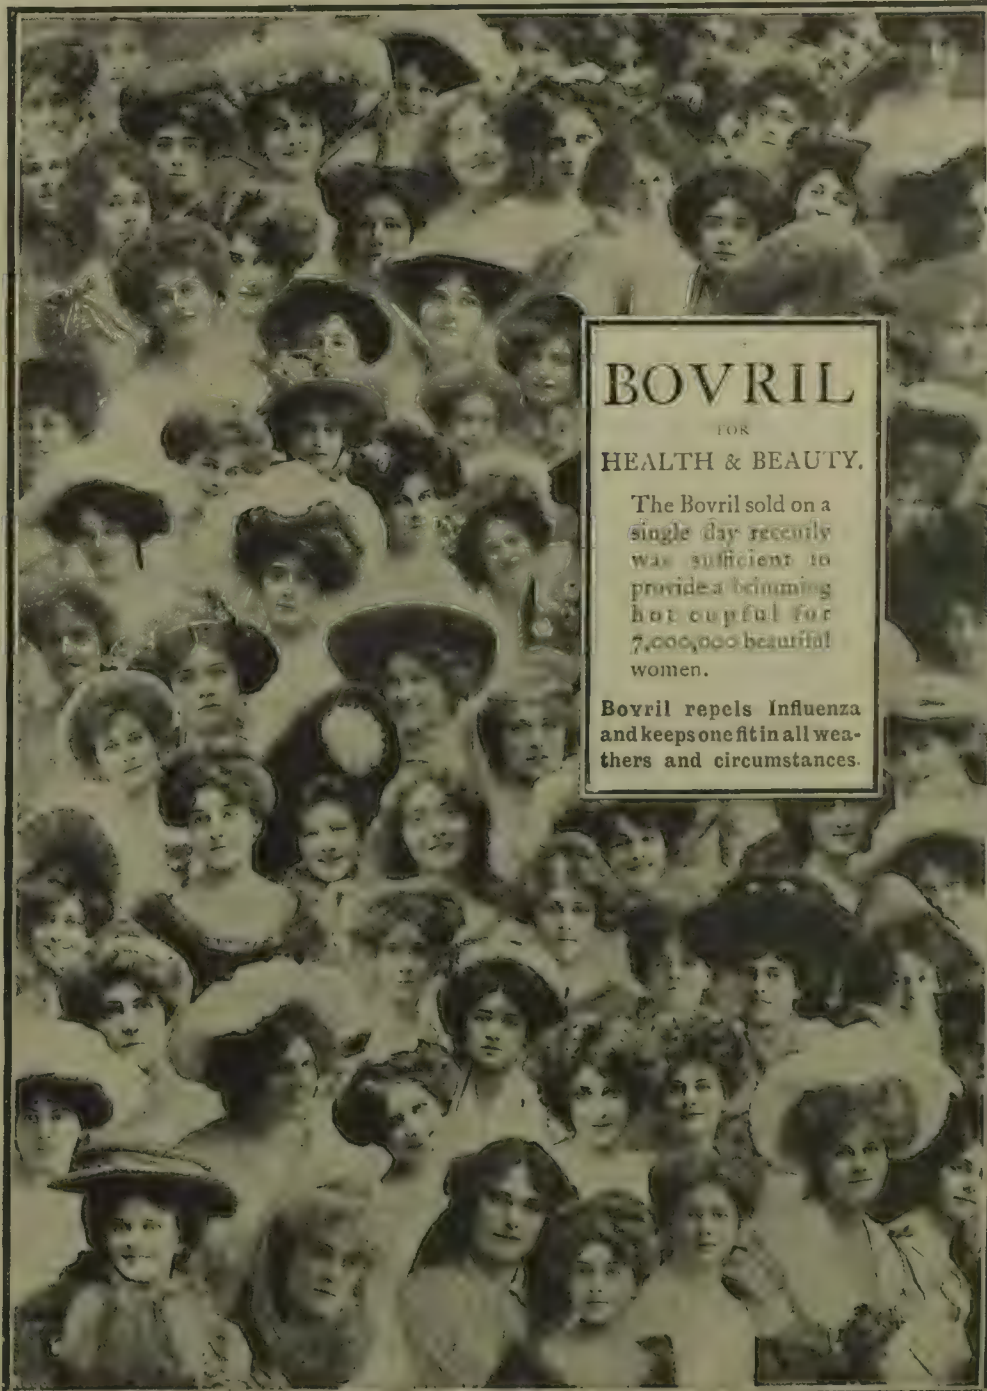 BOVRIL
FOR
HEALTH & BEAUTY.
The Bovril sold on a
single day recently
was sufficient to
provide a brimming
hot cupful for
7,000,000 beautiful
women.
Bovril repels Influenza
and keeps one fit in all wea-
thers and circumstances.